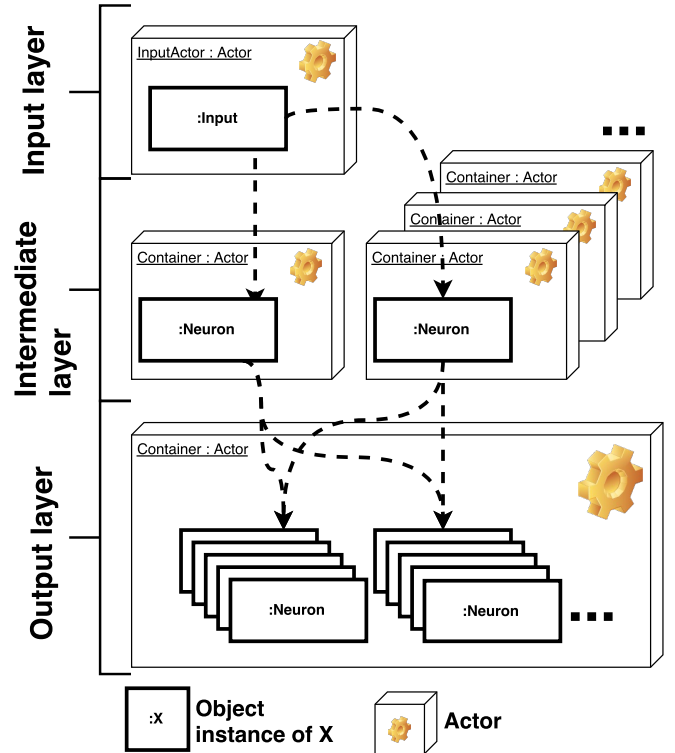 Input layer
InputActor : Actor
:Input
Container : Actor
Container : Actor
Intermediate
layer
Container : Actor
Container : Actor
:Neuron
:Neuron
Output layer
Container : Actor
:Neuron
:Neuron
:X
Object
instance of X
Actor